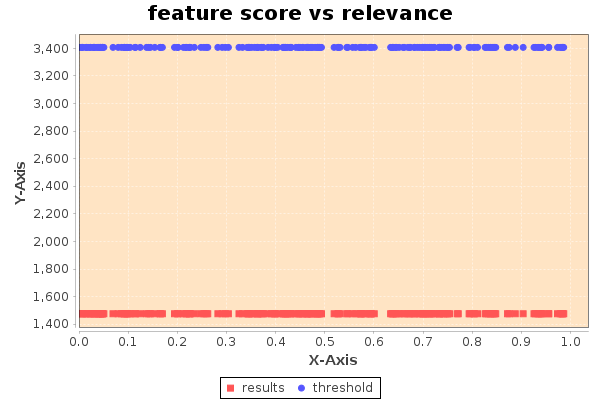 feature score vs relevance
3,400
3,200
3,000
2,800
2,600
2,400
2,200
2,000
1,800
1,600
1,400
Y-Axis
0.0 0.1 0.2 0.3 0.4 0.5 0.6 0.7 0.8 0.9 1.0
X-Axis
results threshold